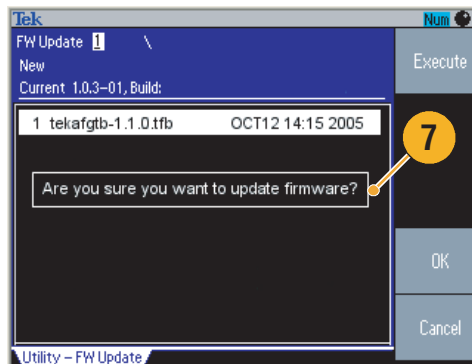 Tek
Num
FW Update 1 \
New
Current 1.0.3-01, Build:
Execute
1 tekafgtb-1.1.0.tfb OCT12 14:15 2005
7
Are you sure you want to update firmware?
OK
Cancel
Utility - FW Update